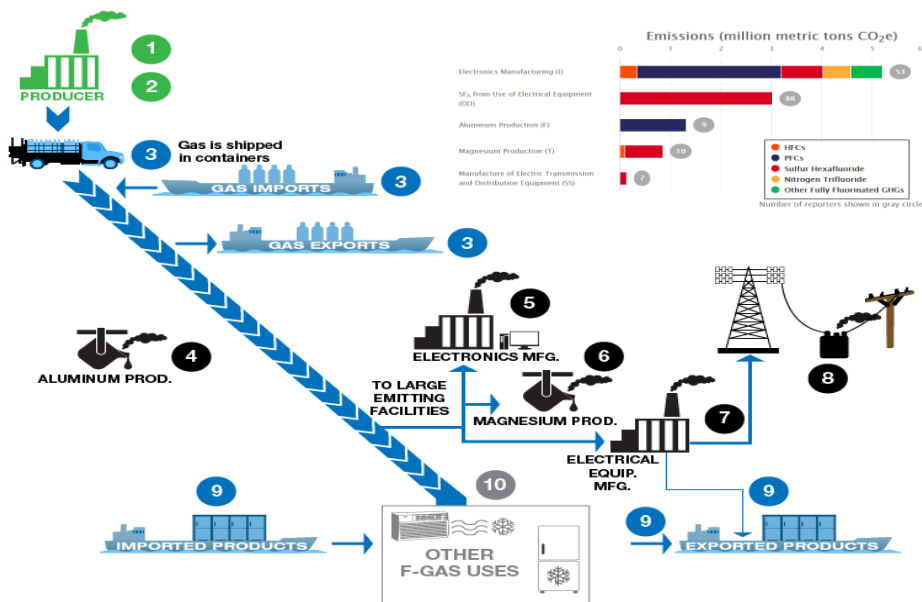 1
2
PRODUCER
3
Gas is shipped
in containers
GAS IMPORTS
3
GAS EXPORTS
3
Emissions (million metric tons CO₂e)
0
1
2
3
4
5
6
Electronics Manufacturing (I)
51
SF₆ from Use of Electrical Equipment
(DD)
88
Aluminum Production (F)
9
Magnesium Production (T)
10
Manufacture of Electric Transmission
and Distribution Equipment (SS)
7
HFCs
PFCs
Sulfur Hexafluoride
Nitrogen Trifluoride
Other Fully Fluorinated GHGs
Number of reporters shown in gray circle
4
ALUMINUM PROD.
5
ELECTRONICS MFG.
6
MAGNESIUM PROD.
TO LARGE
EMITTING
FACILITIES
7
ELECTRICAL
EQUIP.
MFG.
8
9
IMPORTED PRODUCTS
10
OTHER
F-GAS USES
9
9
EXPORTED PRODUCTS